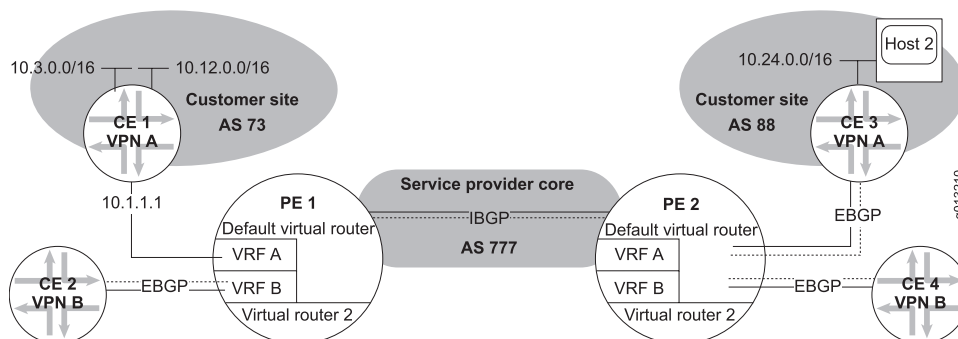 Host 2
10.3.0.0/16
10.12.0.0/16
10.24.0.0/16
Customer site
AS 73
Customer site
AS 88
CE 1
VPN A
CE 3
VPN A
10.1.1.1
PE 1
Service provider core
PE 2
EBGP
Default virtual router
IBGP
Default virtual router
AS 777
VRF A
VRF A
CE 2
VPN B
EBGP
VRF B
VRF B
EBGP
CE 4
VPN B
Virtual router 2
Virtual router 2